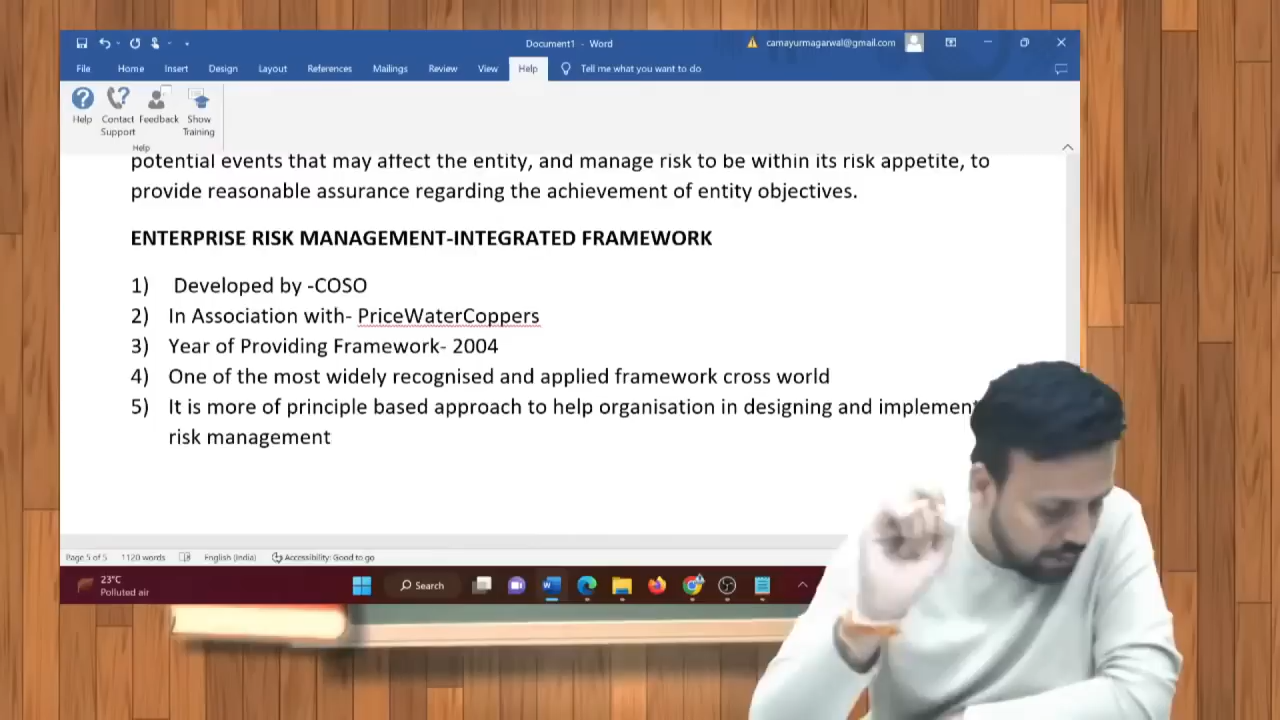 Document1 - Word
camayurmagarwal@gmail.com
File Home Insert Design Layout References Mailings Review View Help Tell me what you want to do
Help Contact Support Feedback Show Training
Help
potential events that may affect the entity, and manage risk to be within its risk appetite, to
provide reasonable assurance regarding the achievement of entity objectives.
ENTERPRISE RISK MANAGEMENT-INTEGRATED FRAMEWORK
1) Developed by -COSO
2) In Association with- PriceWaterCoppers
3) Year of Providing Framework- 2004
4) One of the most widely recognised and applied framework cross world
5) It is more of principle based approach to help organisation in designing and implement
risk management
Page 5 of 5 1120 words English (India) Accessibility: Good to go
23°C
Polluted air
Search